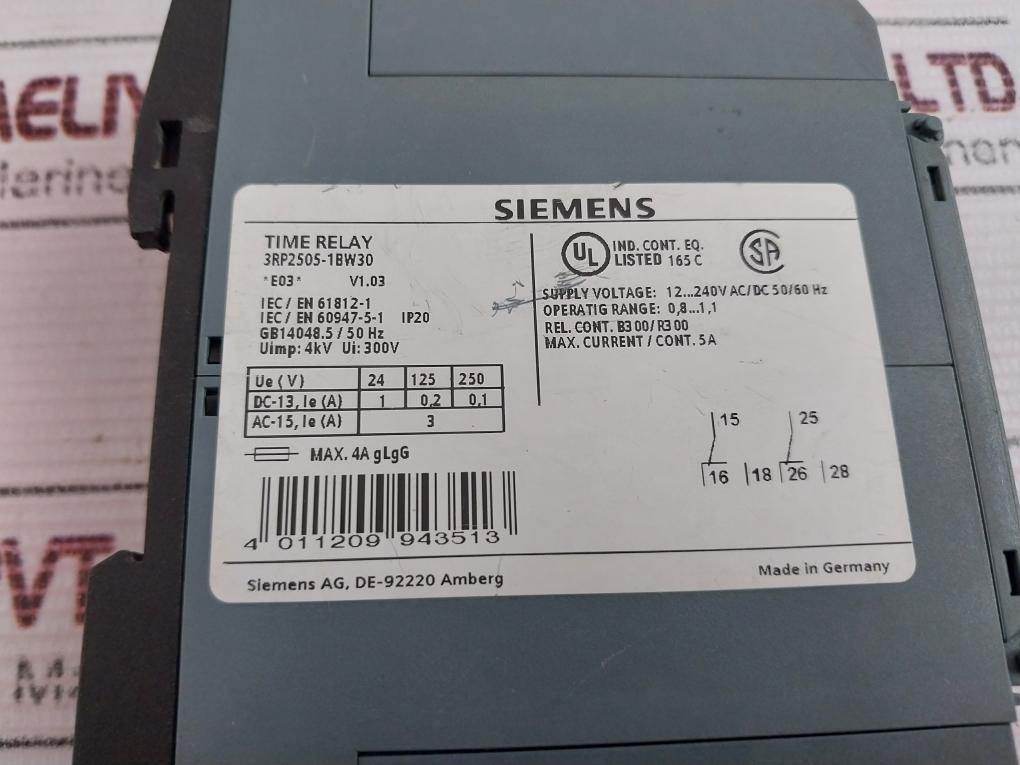 SIEMENS
TIME RELAY
3RP2505-1BW30
*E03* V1.03
IEC / EN 61812-1
IEC / EN 60947-5-1 IP20
GB14048.5 / 50 Hz
Uimp: 4kV Ui: 300V
Ue (V) 24 125 250
DC-13, Ie (A) 1 0,2 0,1
AC-15, Ie (A) 3
MAX. 4A gLgG
4 011209 943513
UL IND. CONT. EQ.
LISTED 165 C
SA
SUPPLY VOLTAGE: 12...240V AC/DC 50/60 Hz
OPERATIG RANGE: 0,8...1,1
REL. CONT. B300/R300
MAX. CURRENT / CONT. 5A
15 25
16 18 26 28
Siemens AG, DE-92220 Amberg
Made in Germany
LTD
VT